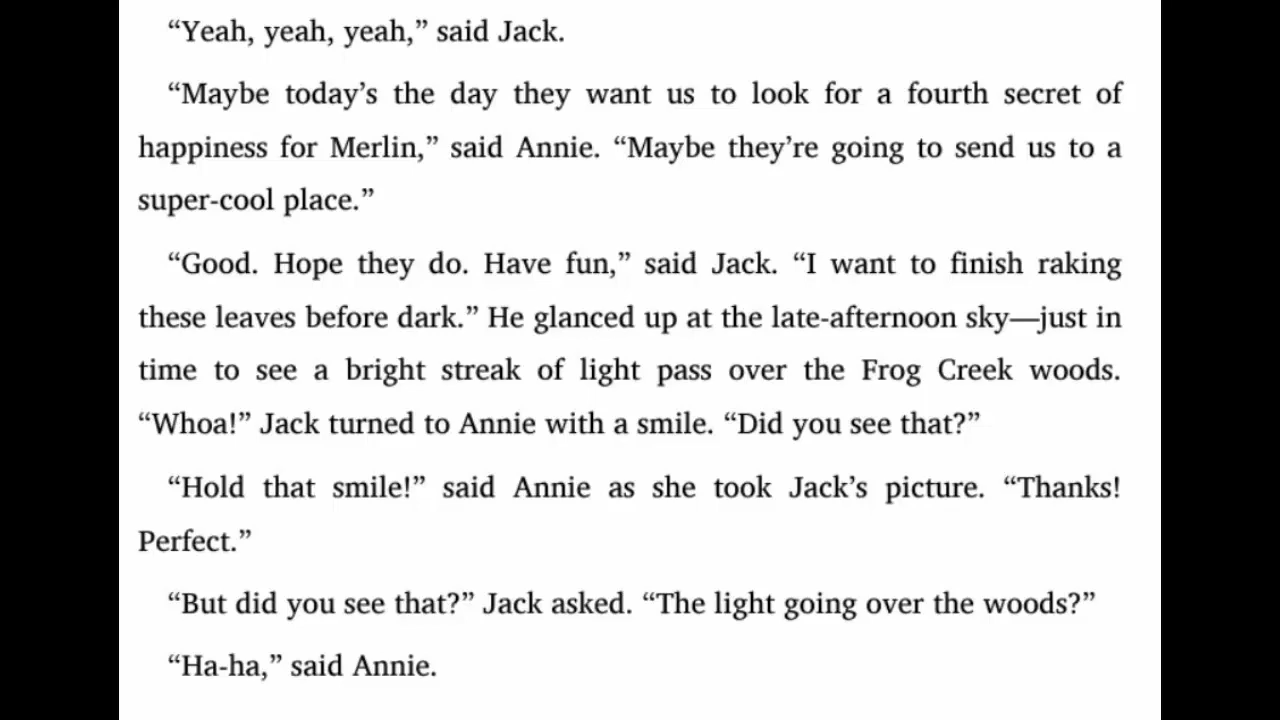 “Yeah, yeah, yeah,” said Jack.
“Maybe today’s the day they want us to look for a fourth secret of
happiness for Merlin,” said Annie. “Maybe they’re going to send us to a
super-cool place.”
“Good. Hope they do. Have fun,” said Jack. “I want to finish raking
these leaves before dark.” He glanced up at the late-afternoon sky—just in
time to see a bright streak of light pass over the Frog Creek woods.
“Whoa!” Jack turned to Annie with a smile. “Did you see that?”
“Hold that smile!” said Annie as she took Jack’s picture. “Thanks!
Perfect.”
“But did you see that?” Jack asked. “The light going over the woods?”
“Ha-ha,” said Annie.